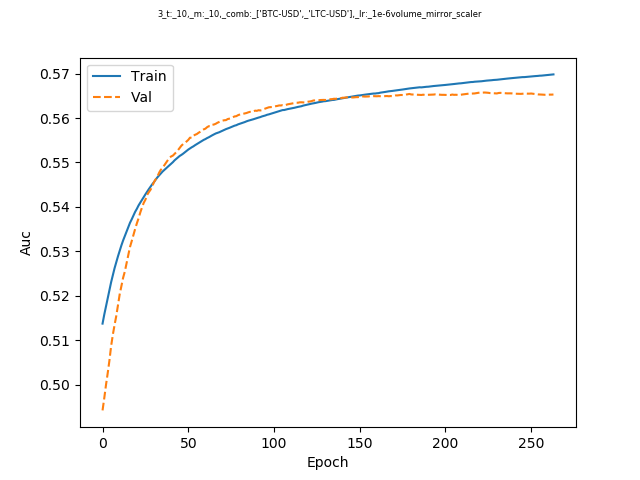 3_t:_10,_m:_10,_comb:_['BTC-USD',_'LTC-USD'],_lr:_1e-6volume_mirror_scaler
Train
Val
0.57
0.56
0.55
0.54
0.53
0.52
0.51
0.50
Auc
0 50 100 150 200 250
Epoch